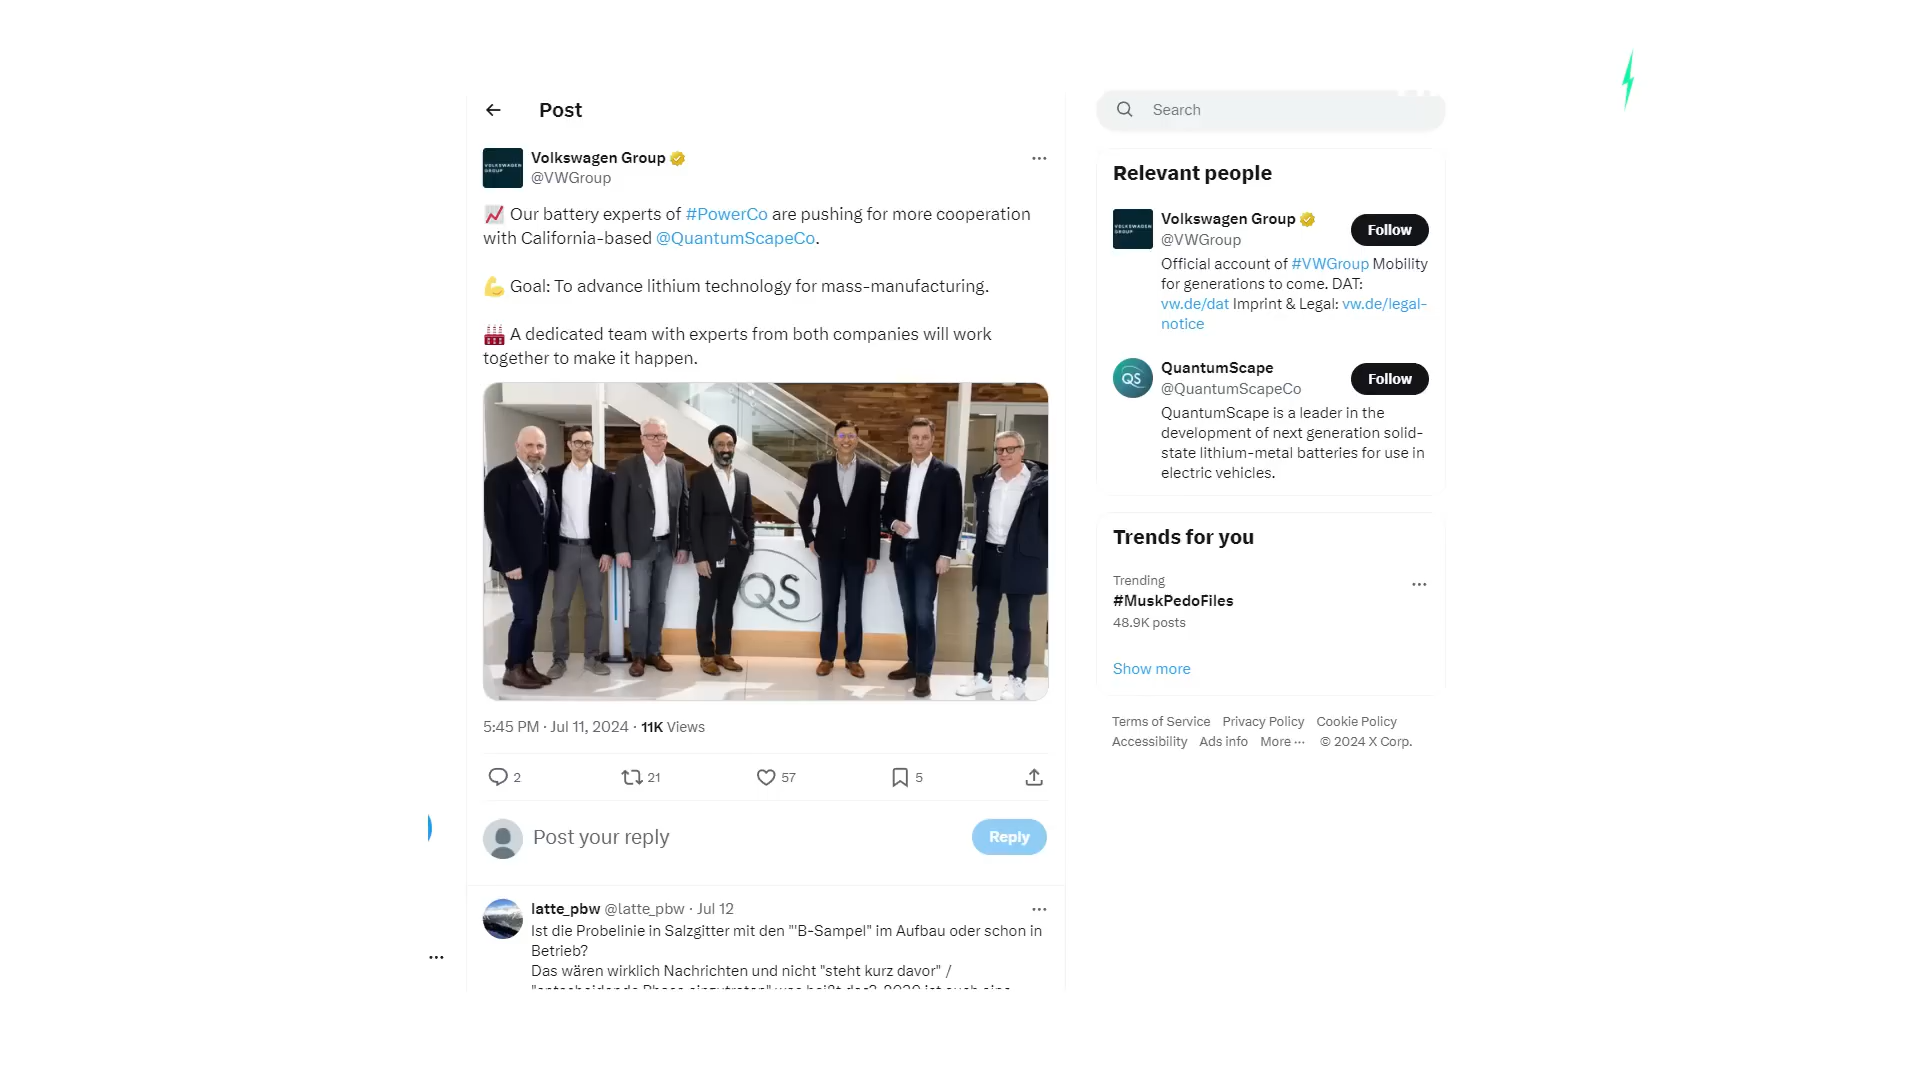 Post
Volkswagen Group
@VWGroup
Our battery experts of #PowerCo are pushing for more cooperation
with California-based @QuantumScapeCo.
Goal: To advance lithium technology for mass-manufacturing.
A dedicated team with experts from both companies will work
together to make it happen.
QS
5:45 PM · Jul 11, 2024 · 11K Views
2 21 57 5
Post your reply
Reply
latte_pbw @latte_pbw · Jul 12
Ist die Probelinie in Salzgitter mit den "'B-Sampel" im Aufbau oder schon in
Betrieb?
Das wären wirklich Nachrichten und nicht "steht kurz davor" /
Search
Relevant people
VOLKSWAGEN
GROUP
Volkswagen Group
@VWGroup
Follow
Official account of #VWGroup Mobility
for generations to come. DAT:
vw.de/dat Imprint & Legal: vw.de/legal-
notice
QS
QuantumScape
@QuantumScapeCo
Follow
QuantumScape is a leader in the
development of next generation solid-
state lithium-metal batteries for use in
electric vehicles.
Trends for you
Trending
#MuskPedoFiles
48.9K posts
Show more
Terms of Service Privacy Policy Cookie Policy
Accessibility Ads info More ··· © 2024 X Corp.